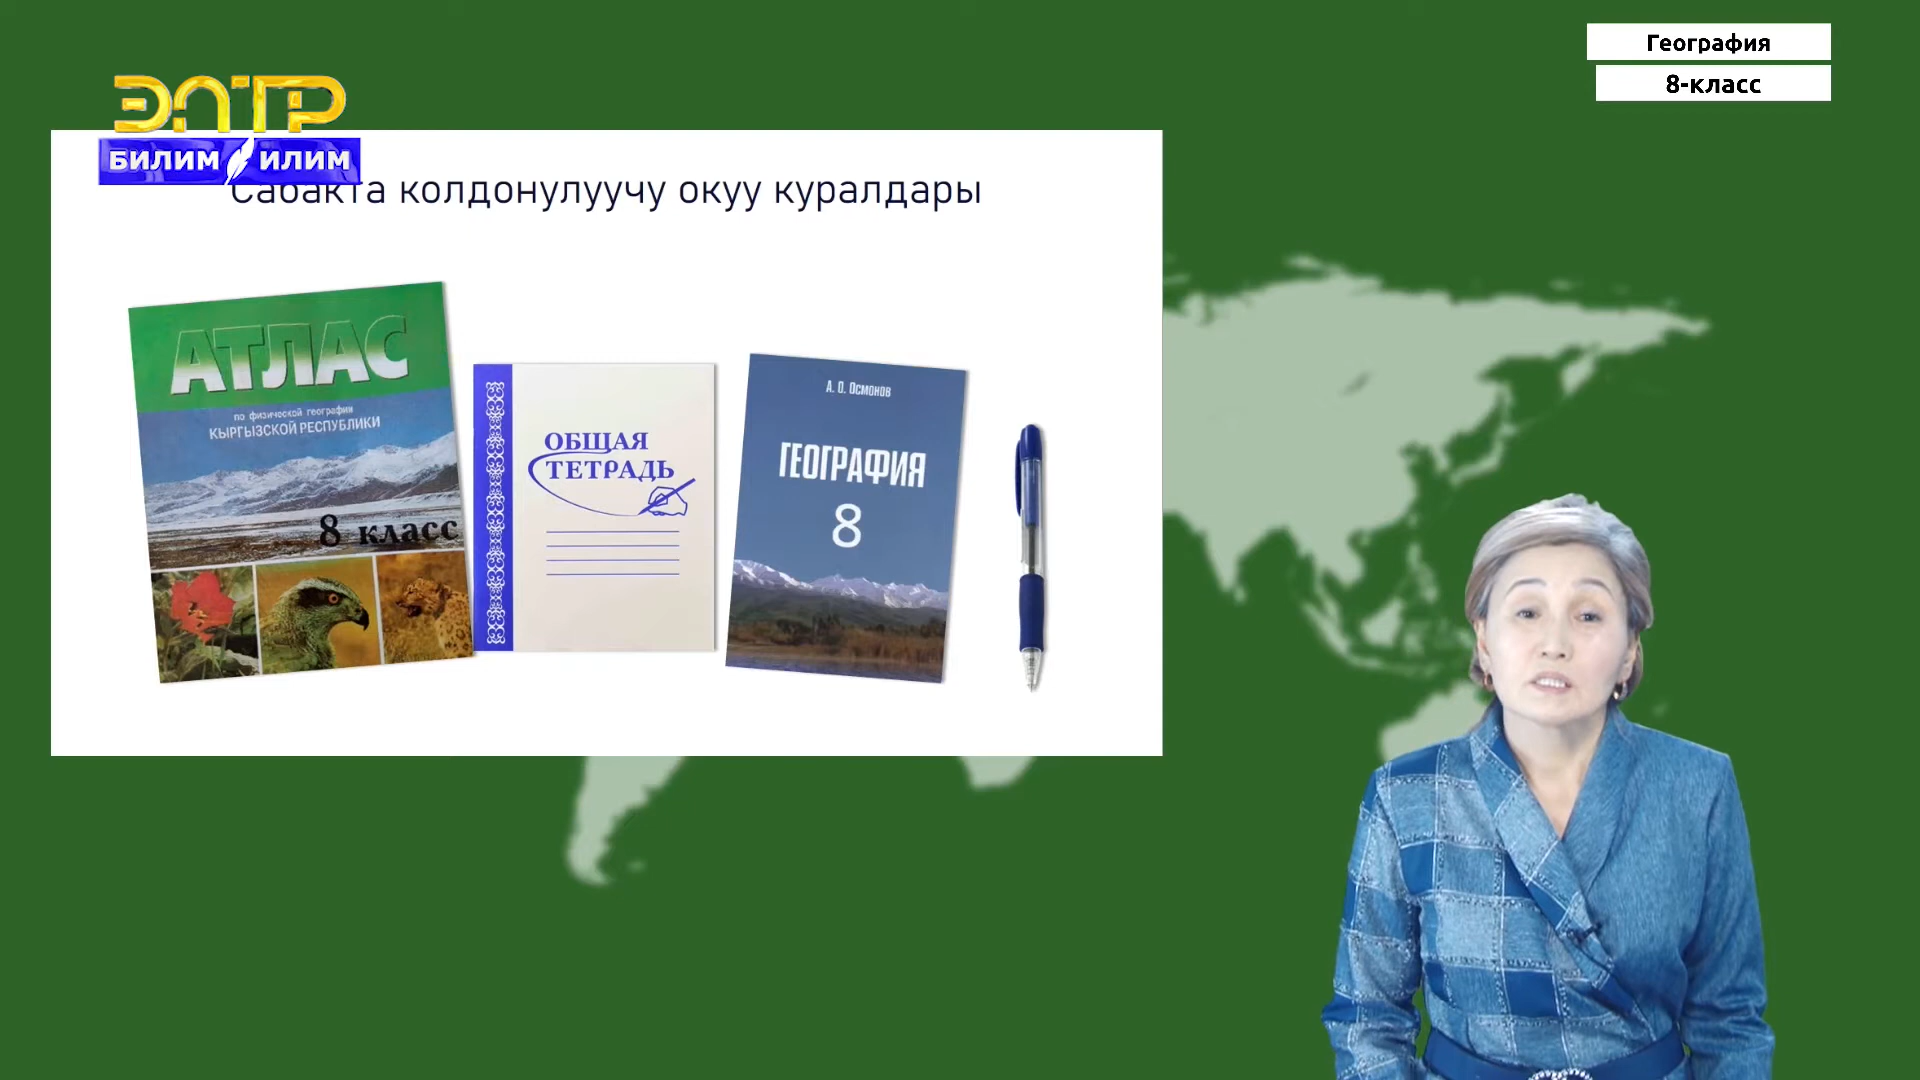 География
8-класс
ЭЛТР
БИЛИМ ИЛИМ
Сабакта колдонулуучу окуу куралдары
АТЛАС
по физической географии
КЫРГЫЗСКОЙ РЕСПУБЛИКИ
8 класс
ОБЩАЯ
ТЕТРАДЬ
А. О. Осмонов
ГЕОГРАФИЯ
8